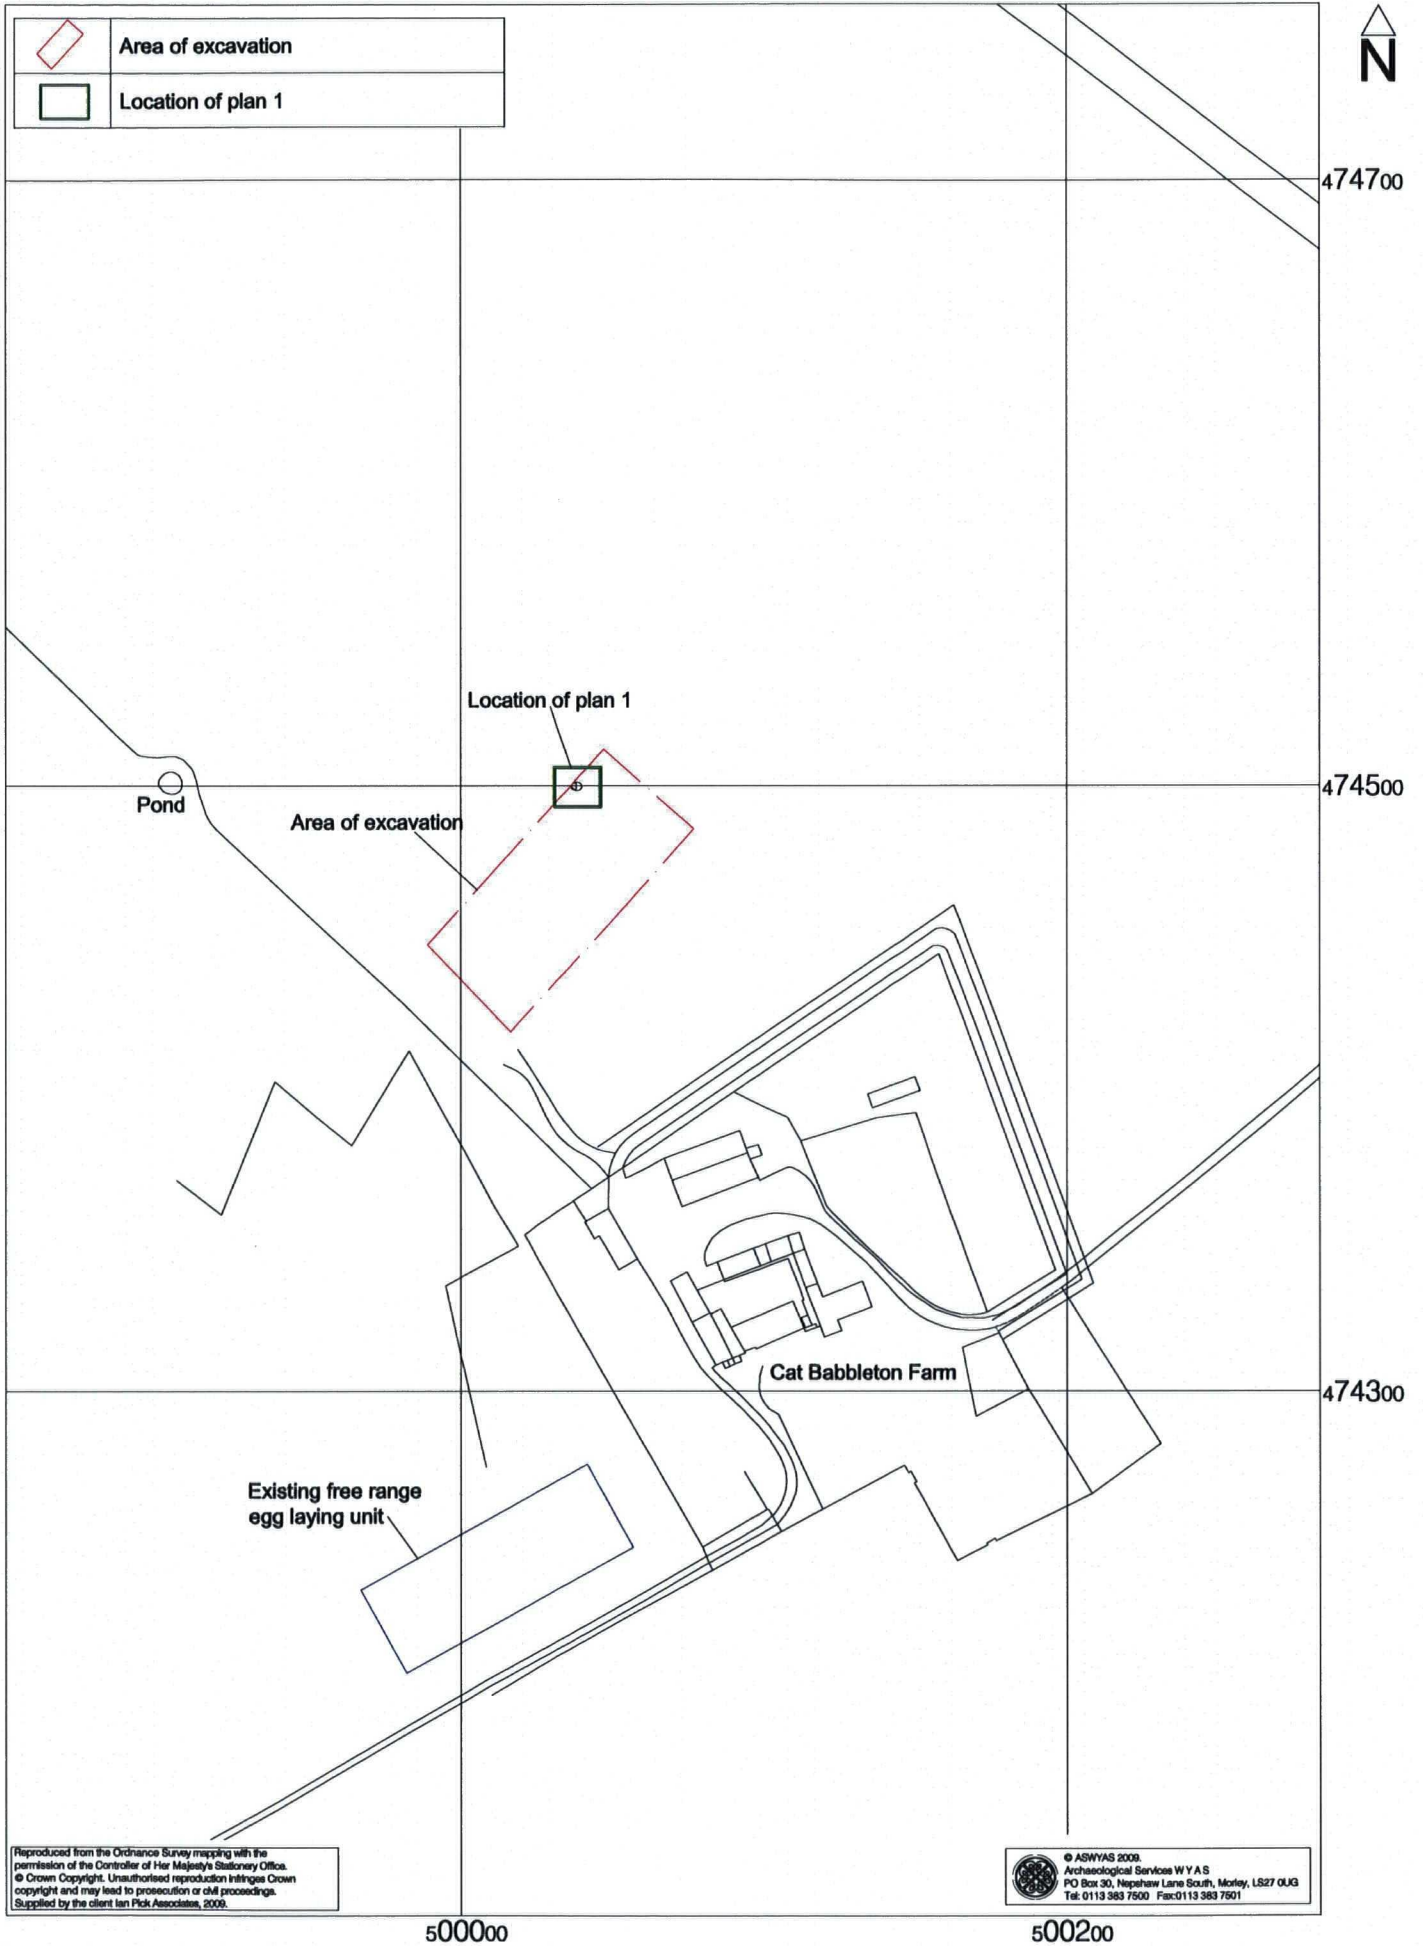 Area of excavation
Location of plan 1
N
474700
Location of plan 1
474500
Pond
Area of excavation
Cat Babbleton Farm
474300
Existing free range
egg laying unit
Reproduced from the Ordnance Survey mapping with the
permission of the Controller of Her Majesty's Stationery Office.
© Crown Copyright. Unauthorised reproduction infringes Crown
copyright and may lead to prosecution or civil proceedings.
Supplied by the client Ian Pick Associates, 2009.
© ASWYAS 2009.
Archaeological Services W Y A S
PO Box 30, Nepshaw Lane South, Morley, LS27 0UG
Tel: 0113 383 7500 Fax:0113 383 7501
500000
500200